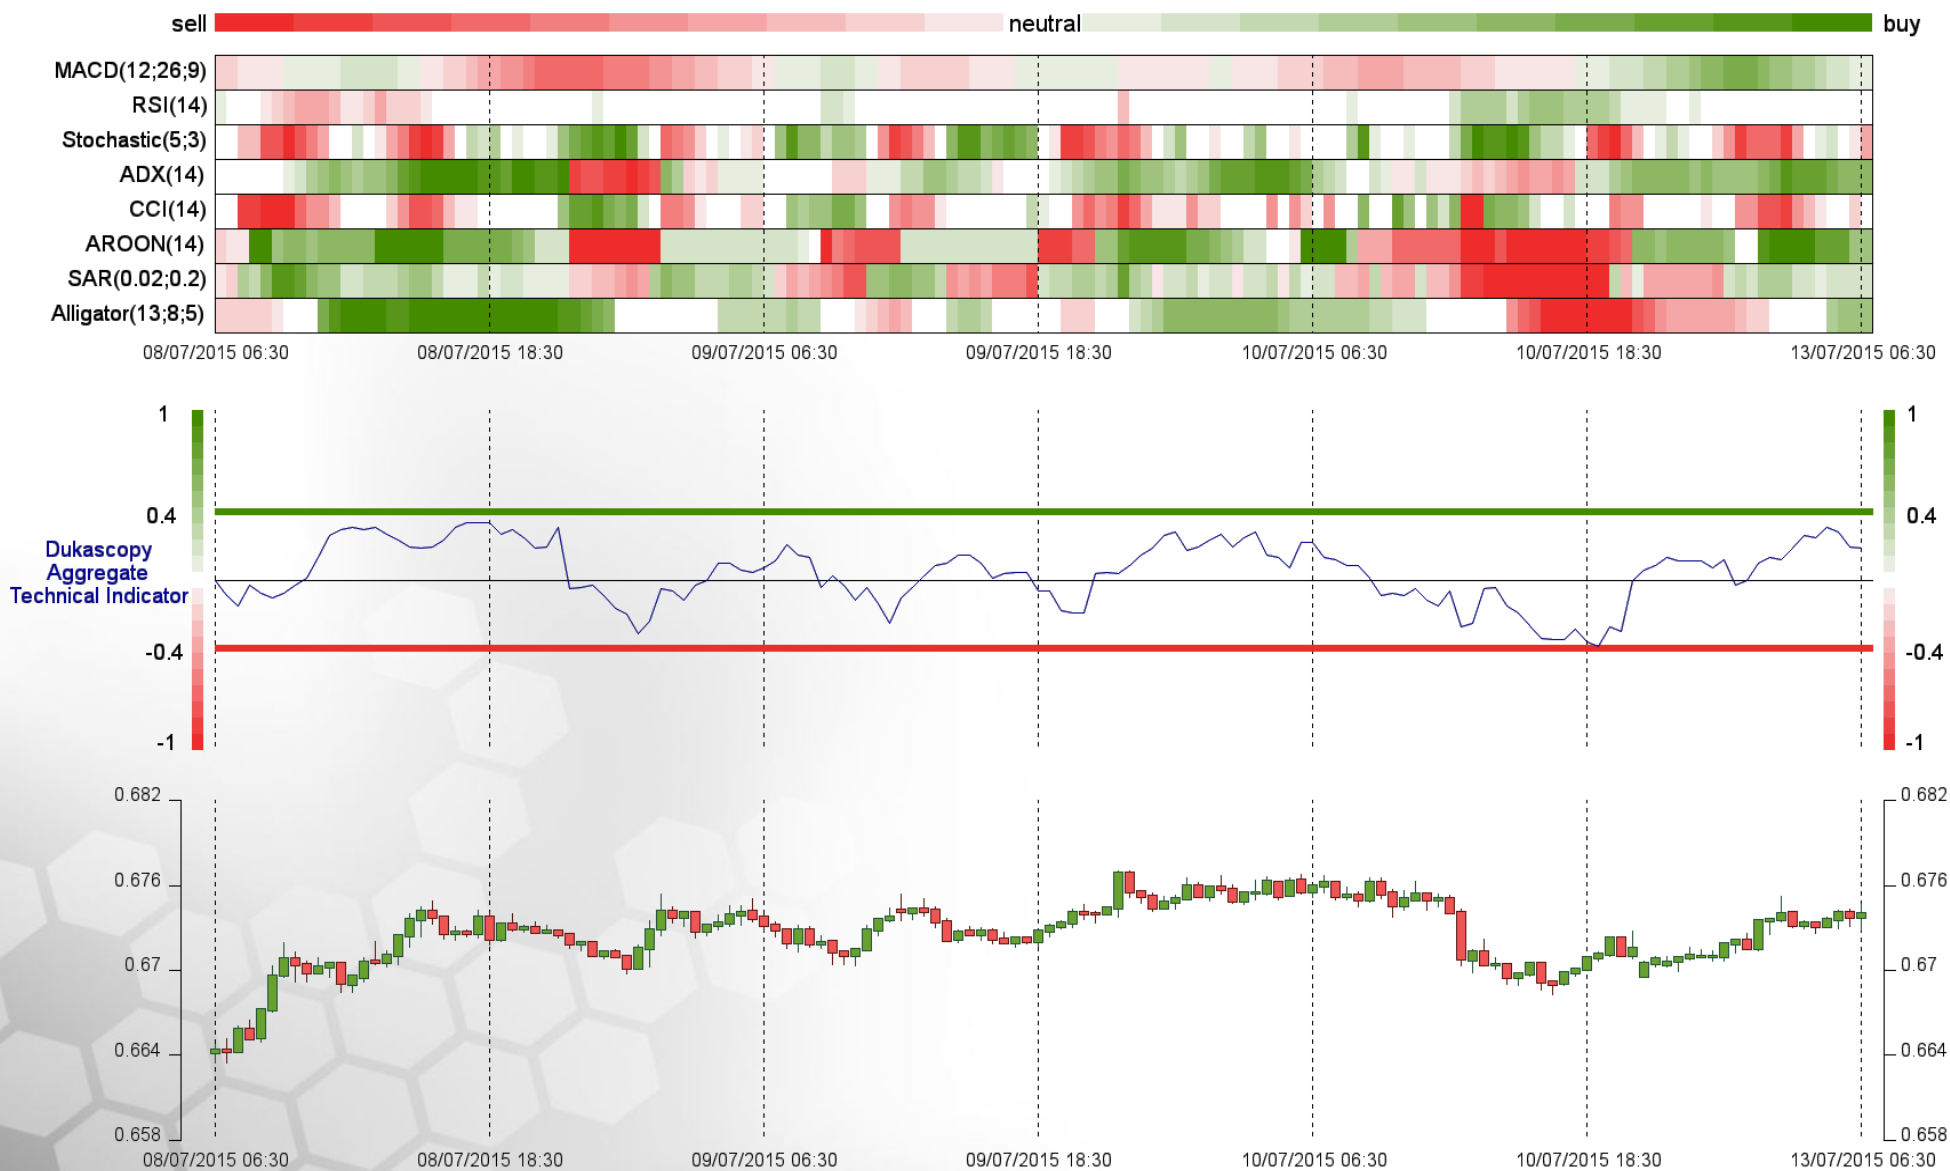 sell neutral buy
MACD(12;26;9)
RSI(14)
Stochastic(5;3)
ADX(14)
CCI(14)
AROON(14)
SAR(0.02;0.2)
Alligator(13;8;5)
08/07/2015 06:30 08/07/2015 18:30 09/07/2015 06:30 09/07/2015 18:30 10/07/2015 06:30 10/07/2015 18:30 13/07/2015 06:30
1 1
0.4 0.4
Dukascopy
Aggregate
Technical Indicator
-0.4 -0.4
-1 -1
0.682 0.682
0.676 0.676
0.67 0.67
0.664 0.664
0.658 0.658
08/07/2015 06:30 08/07/2015 18:30 09/07/2015 06:30 09/07/2015 18:30 10/07/2015 06:30 10/07/2015 18:30 13/07/2015 06:30